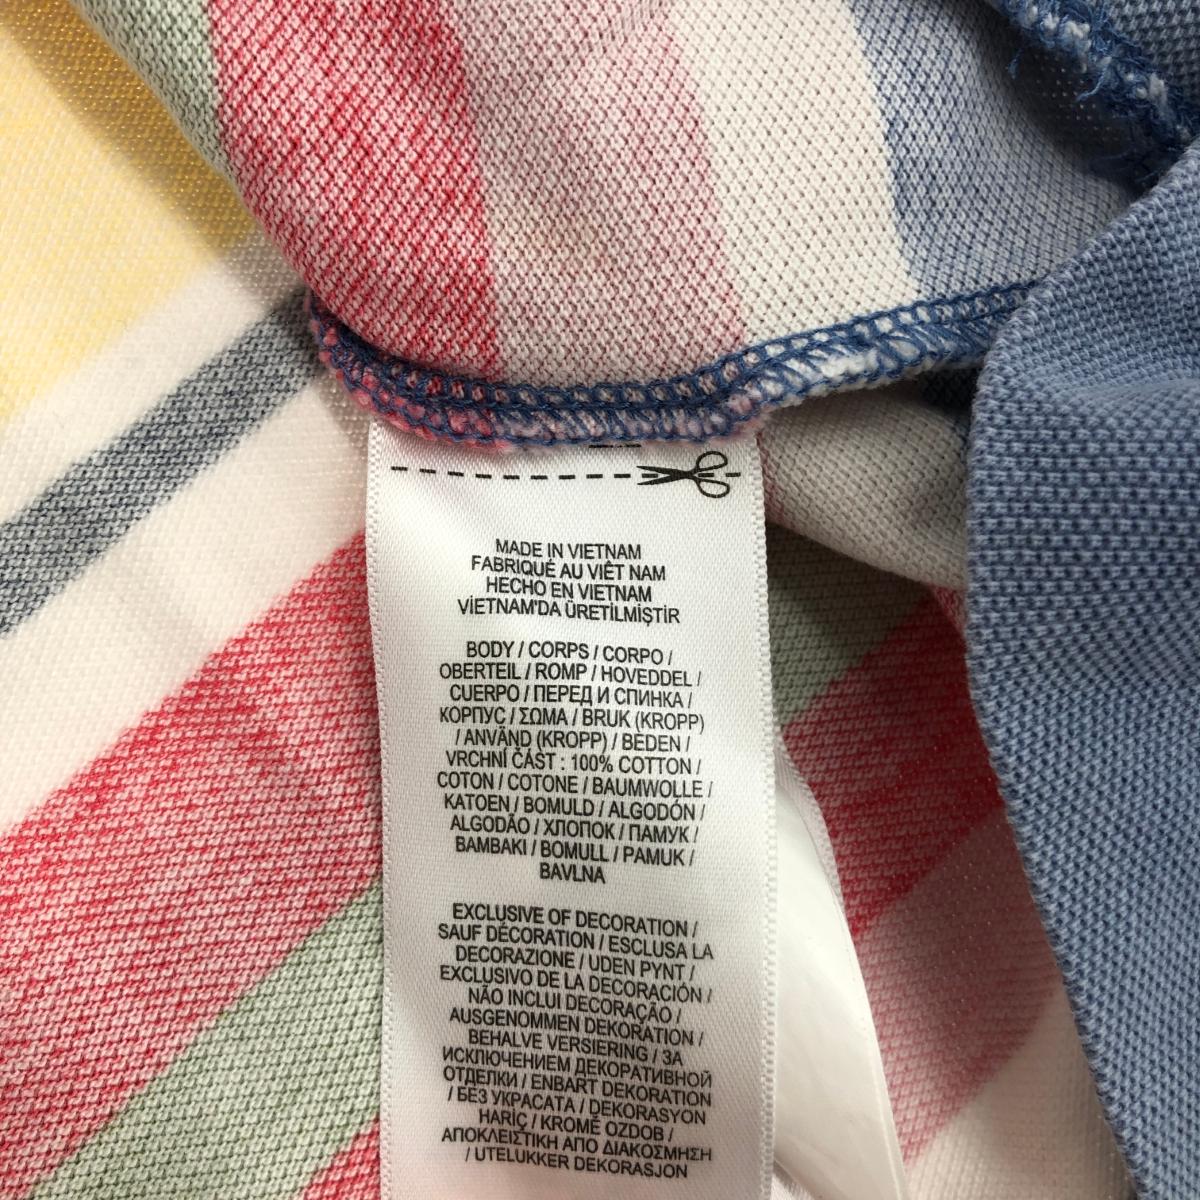 MADE IN VIETNAM
FABRIQUÉ AU VIÊT NAM
HECHO EN VIETNAM
VİETNAM'DA ÜRETİLMİŞTİR
BODY / CORPS / CORPO /
OBERTEIL / ROMP / HOVEDDEL /
CUERPO / ПЕРЕД И СПИНКА /
КОРПУС / ΣΩΜΑ / BRUK (KROPP)
/ ANVÄND (KROPP) / BEDEN /
VRCHNÍ ČÁST : 100% COTTON /
COTON / COTONE / BAUMWOLLE /
KATOEN / BOMULD / ALGODÓN /
ALGODÃO / ХЛОПОК / ПАМУК /
BAMBAKI / BOMULL / PAMUK /
BAVLNA
EXCLUSIVE OF DECORATION /
SAUF DÉCORATION / ESCLUSA LA
DECORAZIONE / UDEN PYNT /
EXCLUSIVO DE LA DECORACIÓN /
NÃO INCLUI DECORAÇÃO /
AUSGENOMMEN DEKORATION /
BEHALVE VERSIERING / ЗА
ИСКЛЮЧЕНИЕМ ДЕКОРАТИВНОЙ
ОТДЕЛКИ / ENBART DEKORATION
/ БЕЗ УКРАСАТА / DEKORASYON
HARİÇ / KROMĚ OZDOB /
ΑΠΟΚΛΕΙΣΤΙΚΗ ΑΠΟ ΔΙΑΚΟΣΜΗΣΗ
/ UTELUKKER DEKORASJON